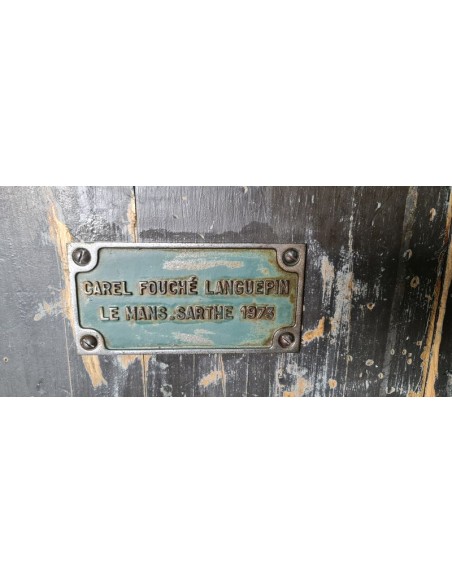 CAREL FOUCHÉ LANGUEPIN
LE MANS-SARTHE 1973